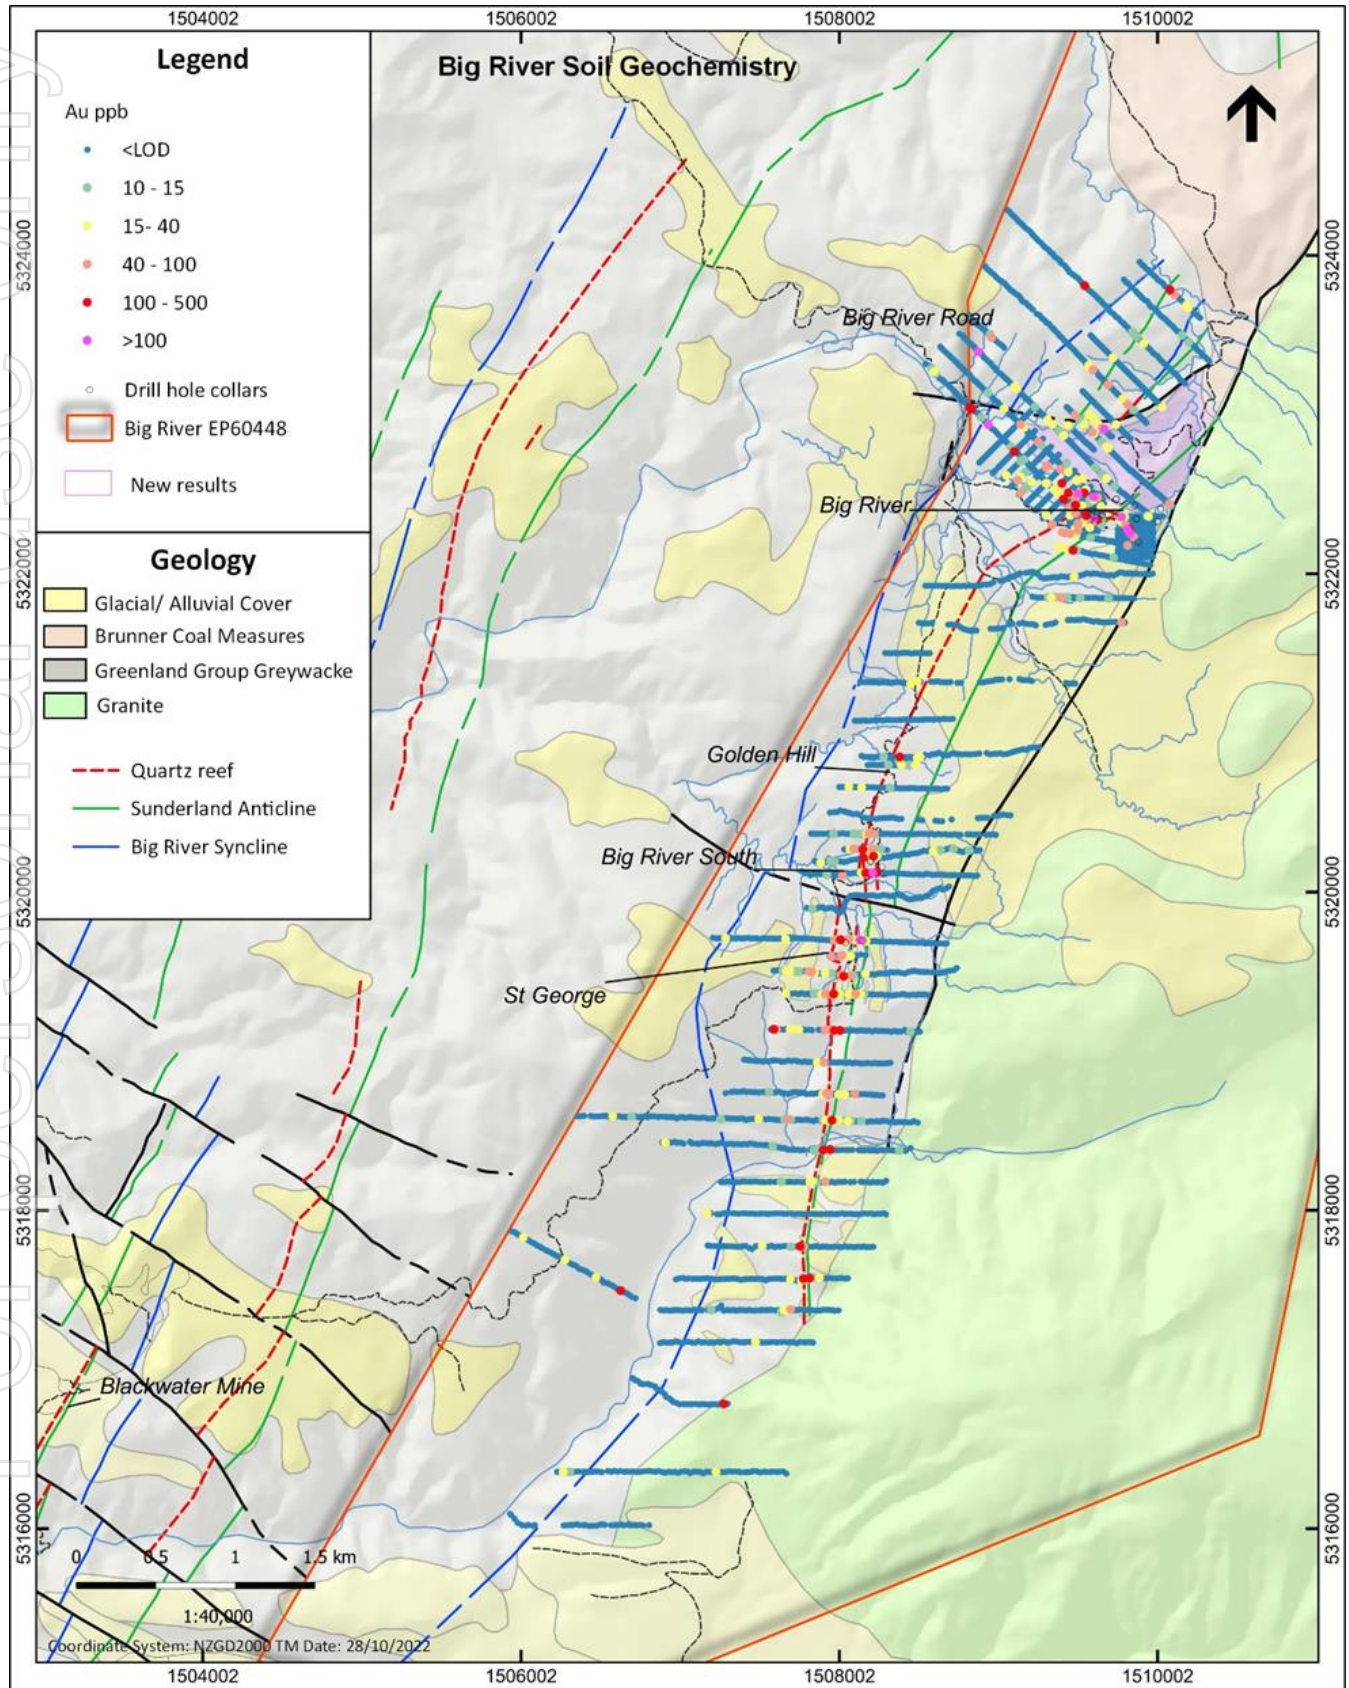 1504002
1506002
1508002
1510002
Legend
Au ppb
<LOD
10 - 15
15- 40
40 - 100
100 - 500
>100
Drill hole collars
Big River EP60448
New results
Geology
Glacial/ Alluvial Cover
Brunner Coal Measures
Greenland Group Greywacke
Granite
Quartz reef
Sunderland Anticline
Big River Syncline
Big River Soil Geochemistry
Big River Road
Big River
Golden Hill
Big River South
St George
Blackwater Mine
5324000
5322000
5320000
5318000
5316000
5324000
5322000
5320000
5318000
5316000
0 0.5 1 1.5 km
1:40,000
Coordinate System: NZGD2000 TM Date: 28/10/2022
1504002
1506002
1508002
1510002